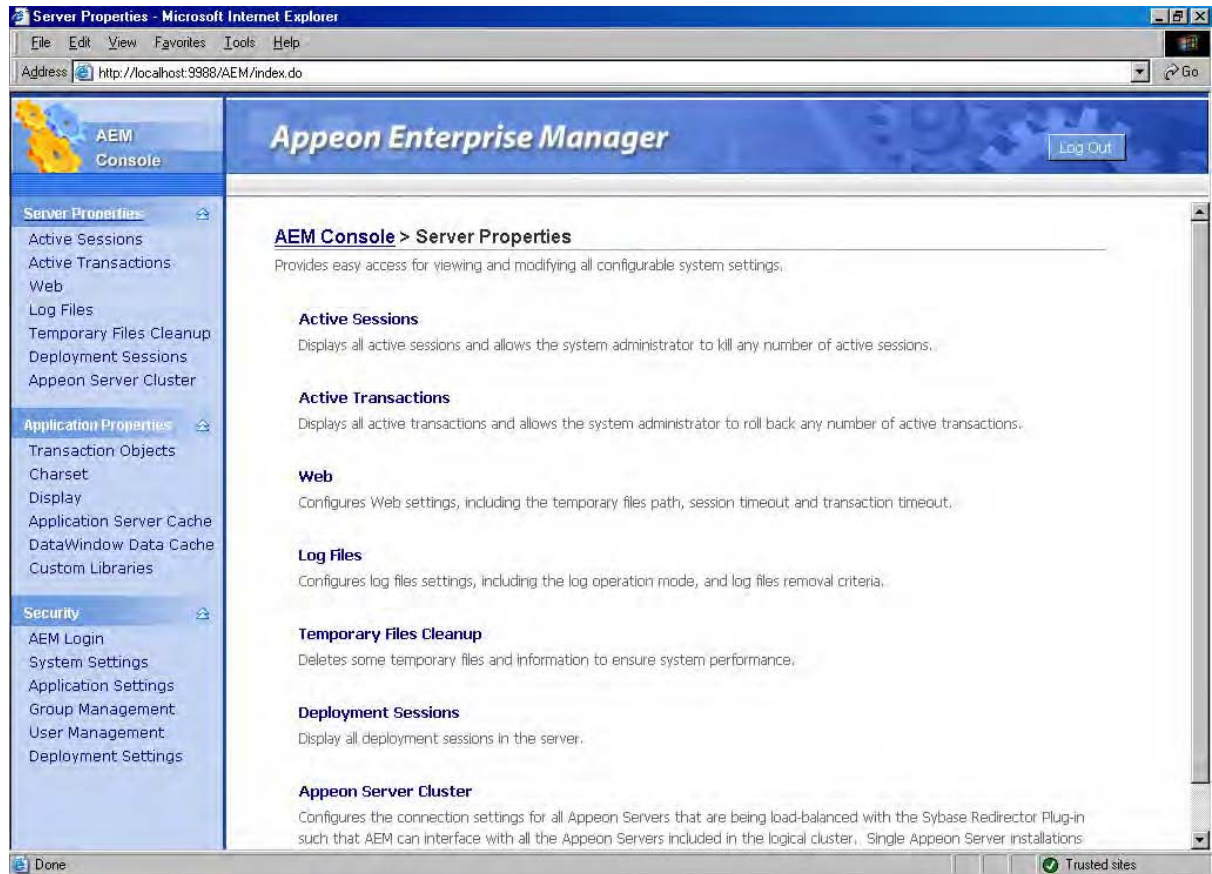 Server Properties - Microsoft Internet Explorer
File Edit View Favorites Tools Help
Address http://localhost:9988/AEM/index.do Go
AEM
Console
Appeon Enterprise Manager
Log Out
Server Properties
Active Sessions
Active Transactions
Web
Log Files
Temporary Files Cleanup
Deployment Sessions
Appeon Server Cluster
Application Properties
Transaction Objects
Charset
Display
Application Server Cache
DataWindow Data Cache
Custom Libraries
Security
AEM Login
System Settings
Application Settings
Group Management
User Management
Deployment Settings
AEM Console > Server Properties
Provides easy access for viewing and modifying all configurable system settings.
Active Sessions
Displays all active sessions and allows the system administrator to kill any number of active sessions.
Active Transactions
Displays all active transactions and allows the system administrator to roll back any number of active transactions.
Web
Configures Web settings, including the temporary files path, session timeout and transaction timeout.
Log Files
Configures log files settings, including the log operation mode, and log files removal criteria.
Temporary Files Cleanup
Deletes some temporary files and information to ensure system performance.
Deployment Sessions
Display all deployment sessions in the server.
Appeon Server Cluster
Configures the connection settings for all Appeon Servers that are being load-balanced with the Sybase Redirector Plug-in
such that AEM can interface with all the Appeon Servers included in the logical cluster. Single Appeon Server installations
Done
Trusted sites